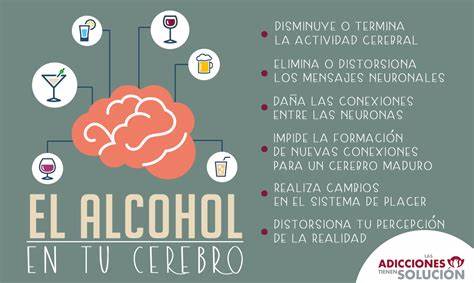 EL ALCOHOL
EN TU CEREBRO
DISMINUYE O TERMINA
LA ACTIVIDAD CEREBRAL
ELIMINA O DISTORSIONA
LOS MENSAJES NEURONALES
DAÑA LAS CONEXIONES
ENTRE LAS NEURONAS
IMPIDE LA FORMACIÓN
DE NUEVAS CONEXIONES
PARA UN CEREBRO MADURO
REALIZA CAMBIOS
EN EL SISTEMA DE PLACER
DISTORSIONA TU PERCEPCIÓN
DE LA REALIDAD
LAS
ADICCIONES
TIENEN
SOLUCIÓN